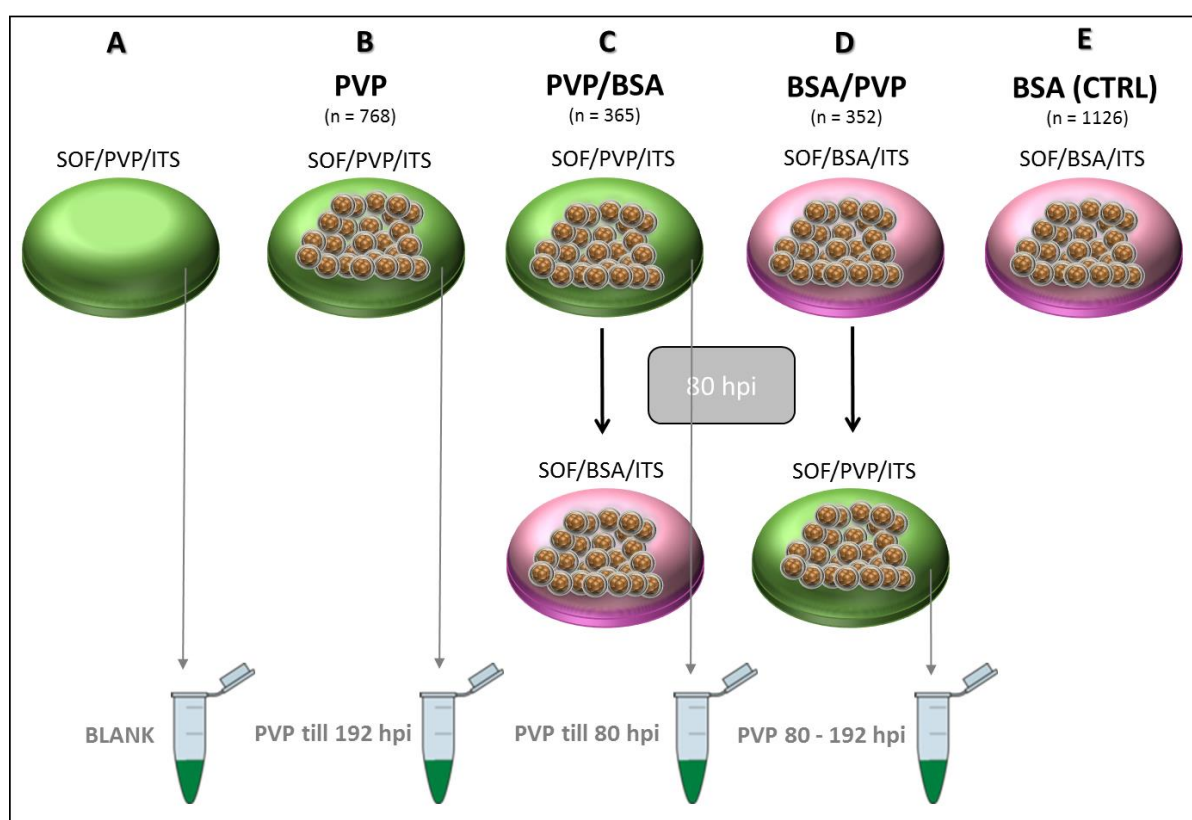 A
B
C
D
E
PVP
PVP/BSA
BSA/PVP
BSA (CTRL)
(n = 768)
(n = 365)
(n = 352)
(n = 1126)
SOF/PVP/ITS
SOF/PVP/ITS
SOF/PVP/ITS
SOF/BSA/ITS
SOF/BSA/ITS
80 hpi
SOF/BSA/ITS
SOF/PVP/ITS
BLANK
PVP till 192 hpi
PVP till 80 hpi
PVP 80 - 192 hpi